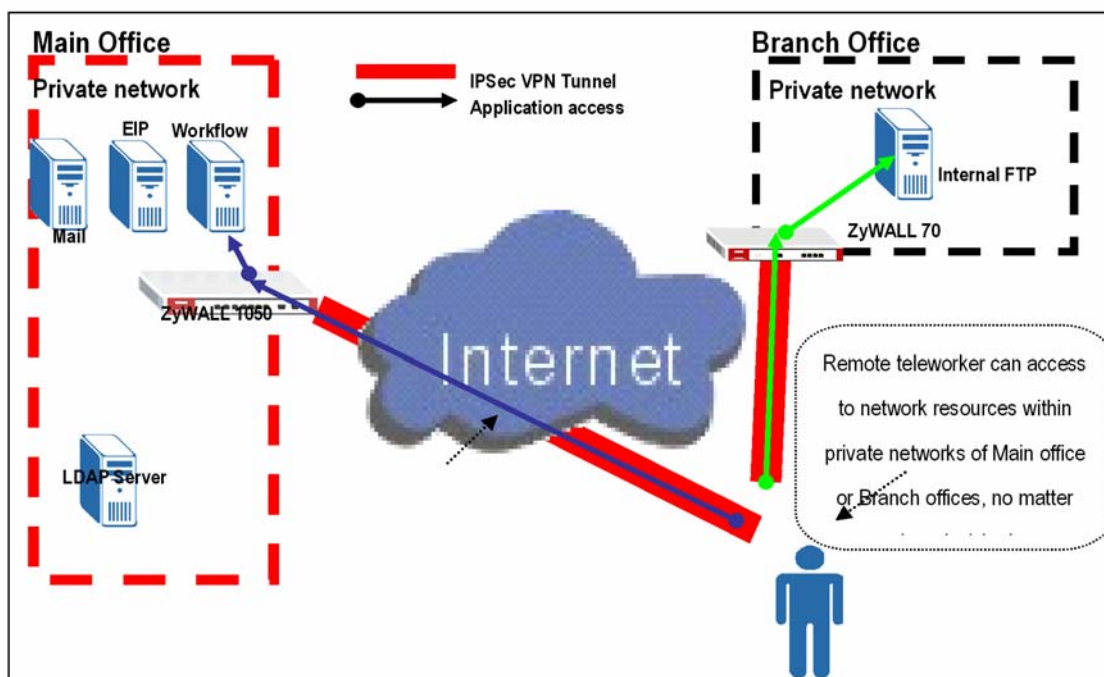 Main Office
Private network
EIP
Workflow
Mail
ZyWALL 1050
LDAP Server
IPSec VPN Tunnel
Application access
Internet
Branch Office
Private network
Internal FTP
ZyWALL 70
Remote teleworker can access
to network resources within
private networks of Main office
or Branch offices, no matter